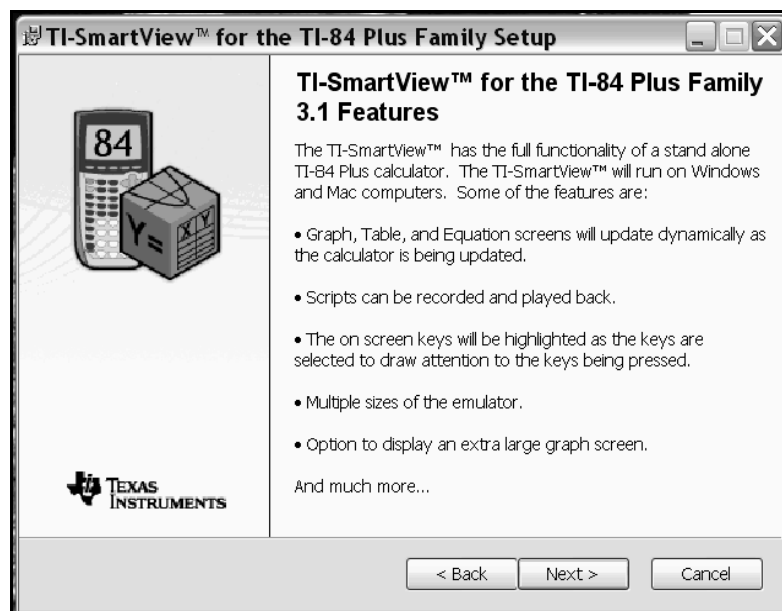 TI-SmartView™ for the TI-84 Plus Family Setup
84
Y=
X Y
TI-SmartView™ for the TI-84 Plus Family
3.1 Features
The TI-SmartView™ has the full functionality of a stand alone
TI-84 Plus calculator. The TI-SmartView™ will run on Windows
and Mac computers. Some of the features are:
• Graph, Table, and Equation screens will update dynamically as
the calculator is being updated.
• Scripts can be recorded and played back.
• The on screen keys will be highlighted as the keys are
selected to draw attention to the keys being pressed.
• Multiple sizes of the emulator.
• Option to display an extra large graph screen.
And much more...
TEXAS
INSTRUMENTS
< Back Next > Cancel